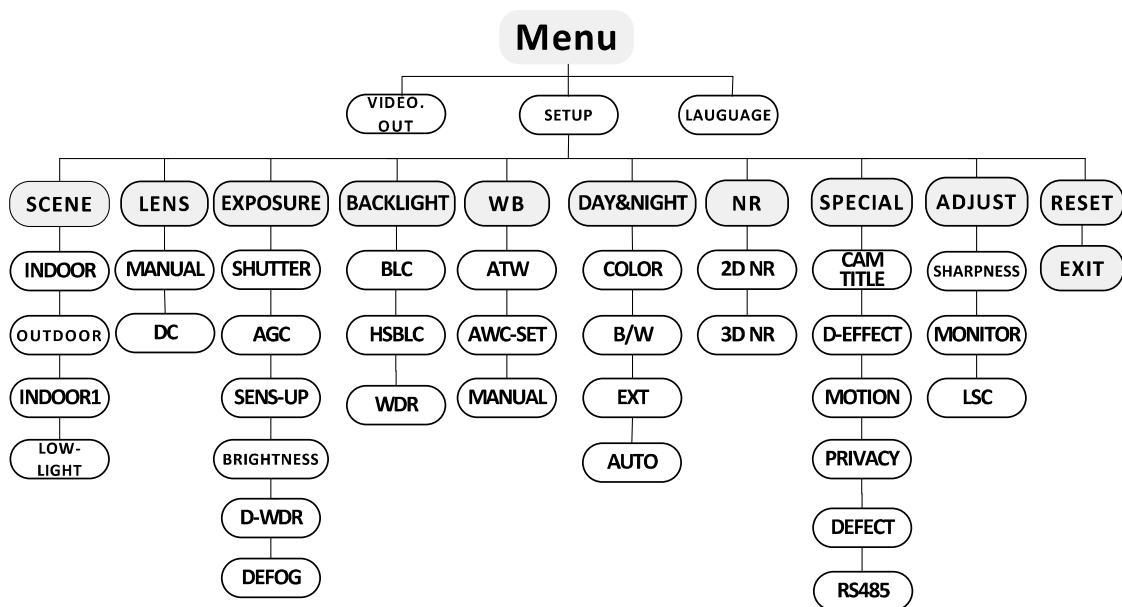 Menu
VIDEO.
OUT
SETUP
LAUGUAGE
SCENE
LENS
EXPOSURE
BACKLIGHT
WB
DAY&NIGHT
NR
SPECIAL
ADJUST
RESET
INDOOR
MANUAL
SHUTTER
BLC
ATW
COLOR
2D NR
CAM
TITLE
SHARPNESS
EXIT
OUTDOOR
DC
AGC
HSBLC
AWC-SET
B/W
3D NR
D-EFFECT
MONITOR
INDOOR1
SENS-UP
WDR
MANUAL
EXT
MOTION
LSC
LOW-
LIGHT
BRIGHTNESS
AUTO
PRIVACY
D-WDR
DEFECT
DEFOG
RS485